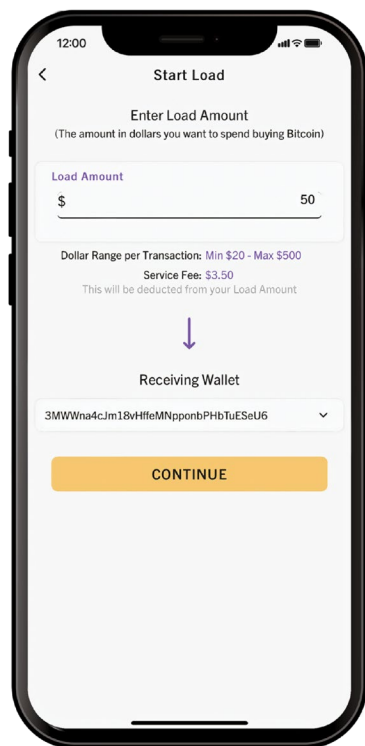 12:00
Start Load
Enter Load Amount
(The amount in dollars you want to spend buying Bitcoin)
Load Amount
$ 50
Dollar Range per Transaction: Min $20 - Max $500
Service Fee: $3.50
This will be deducted from your Load Amount
Receiving Wallet
3MWWna4cJm18vHffeMNpponbPHbTuESeU6
CONTINUE